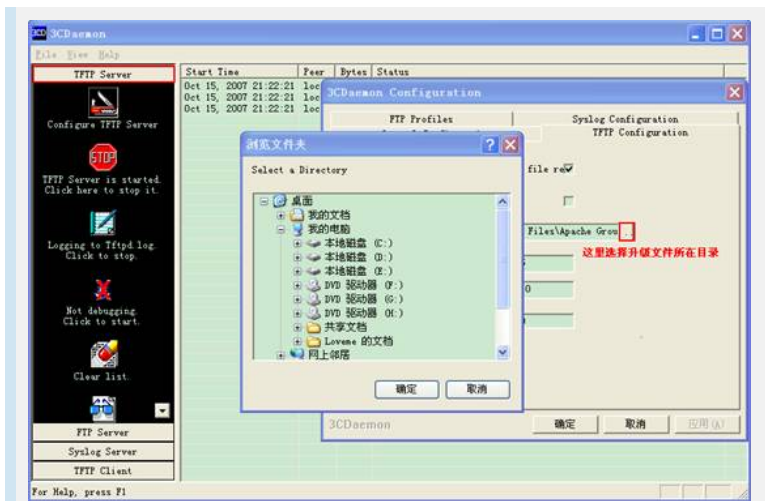 3CDaemon
File View Help
TFTP Server
Start Time Peer Bytes Status
Oct 15, 2007 21:22:21 loc
Oct 15, 2007 21:22:21 loc
Oct 15, 2007 21:22:21 loc
Configure TFTP Server
STOP
TFTP Server is started.
Click here to stop it.
Logging to Tftpd.log.
Click to stop.
Not debugging.
Click to start.
Clear list.
FTP Server
Syslog Server
TFTP Client
For Help, press F1
3CDaemon Configuration
FTP Profiles
Syslog Configuration
TFTP Configuration
file re
Files\Apache Grou
..
这里选择升级文件所在目录
0
3CDaemon
确定
取消
应用(A)
浏览文件夹
Select a Directory
桌面
我的文档
我的电脑
本地磁盘 (C:)
本地磁盘 (D:)
本地磁盘 (E:)
DVD 驱动器 (F:)
DVD 驱动器 (G:)
DVD 驱动器 (H:)
共享文档
Loveme 的文档
网上邻居
确定
取消